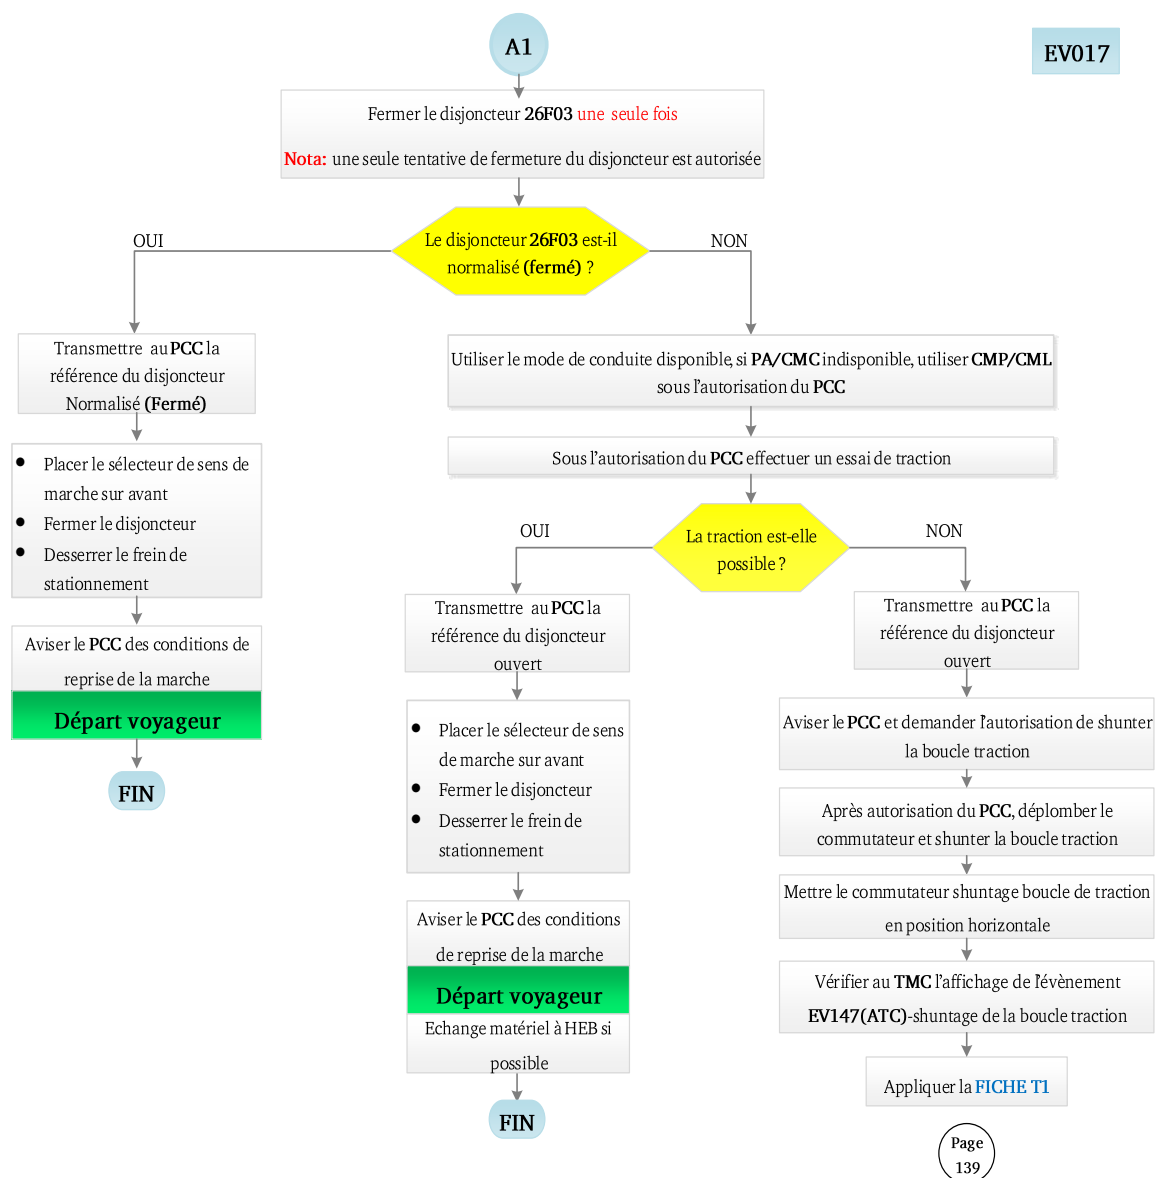 A1
EV017
Fermer le disjoncteur 26F03 une seule fois
Nota: une seule tentative de fermeture du disjoncteur est autorisée
Le disjoncteur 26F03 est-il
normalisé (fermé) ?
OUI
NON
Transmettre au PCC la
référence du disjoncteur
Normalisé (Fermé)
• Placer le sélecteur de sens de
marche sur avant
• Fermer le disjoncteur
• Desserrer le frein de
stationnement
Aviser le PCC des conditions de
reprise de la marche
Départ voyageur
FIN
Utiliser le mode de conduite disponible, si PA/CMC indisponible, utiliser CMP/CML
sous l'autorisation du PCC
Sous l'autorisation du PCC effectuer un essai de traction
La traction est-elle
possible ?
OUI
NON
Transmettre au PCC la
référence du disjoncteur
ouvert
• Placer le sélecteur de sens
de marche sur avant
• Fermer le disjoncteur
• Desserrer le frein de
stationnement
Aviser le PCC des conditions
de reprise de la marche
Départ voyageur
Echange matériel à HEB si
possible
FIN
Transmettre au PCC la
référence du disjoncteur
ouvert
Aviser le PCC et demander l'autorisation de shunter
la boucle traction
Après autorisation du PCC, déplomber le
commutateur et shunter la boucle traction
Mettre le commutateur shuntage boucle de traction
en position horizontale
Vérifier au TMC l'affichage de l'évènement
EV147(ATC)-shuntage de la boucle traction
Appliquer la FICHE T1
Page
139